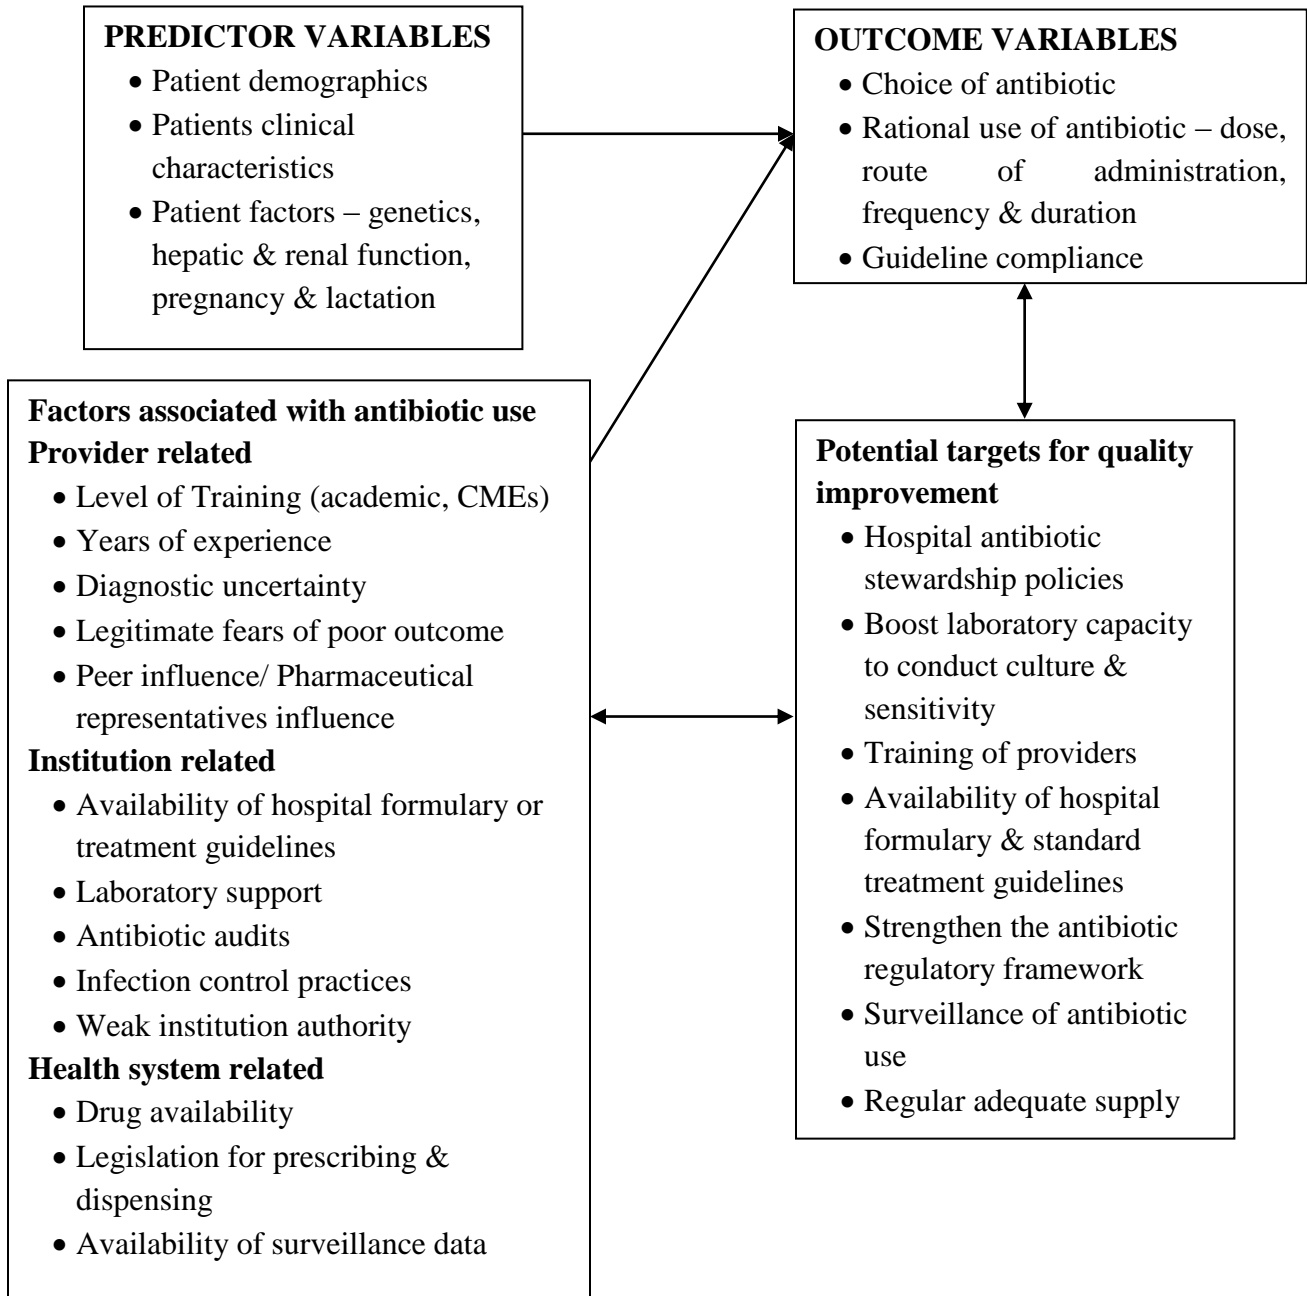 PREDICTOR VARIABLES
• Patient demographics
• Patients clinical
characteristics
• Patient factors – genetics,
hepatic & renal function,
pregnancy & lactation
OUTCOME VARIABLES
• Choice of antibiotic
• Rational use of antibiotic – dose,
route of administration,
frequency & duration
• Guideline compliance
Factors associated with antibiotic use
Provider related
• Level of Training (academic, CMEs)
• Years of experience
• Diagnostic uncertainty
• Legitimate fears of poor outcome
• Peer influence/ Pharmaceutical
representatives influence
Institution related
• Availability of hospital formulary or
treatment guidelines
• Laboratory support
• Antibiotic audits
• Infection control practices
• Weak institution authority
Health system related
• Drug availability
• Legislation for prescribing &
dispensing
• Availability of surveillance data
Potential targets for quality
improvement
• Hospital antibiotic
stewardship policies
• Boost laboratory capacity
to conduct culture &
sensitivity
• Training of providers
• Availability of hospital
formulary & standard
treatment guidelines
• Strengthen the antibiotic
regulatory framework
• Surveillance of antibiotic
use
• Regular adequate supply